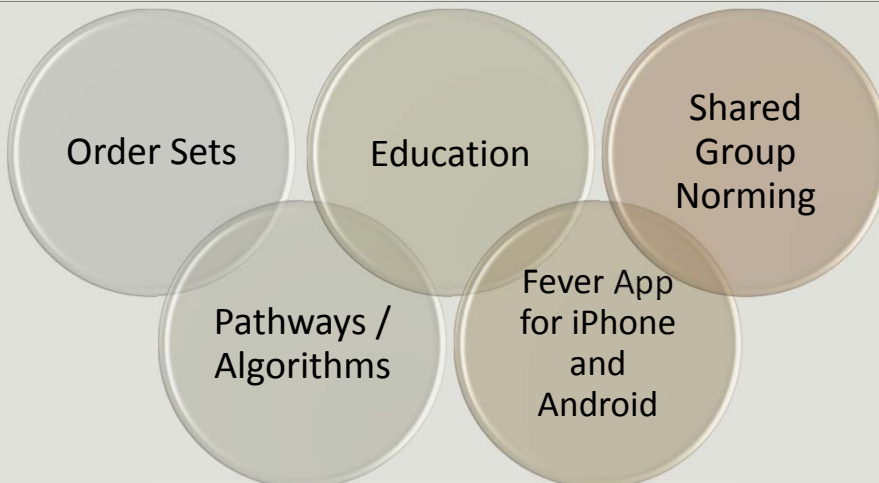 Order Sets
Education
Shared
Group
Norming
Pathways /
Algorithms
Fever App
for iPhone
and
Android